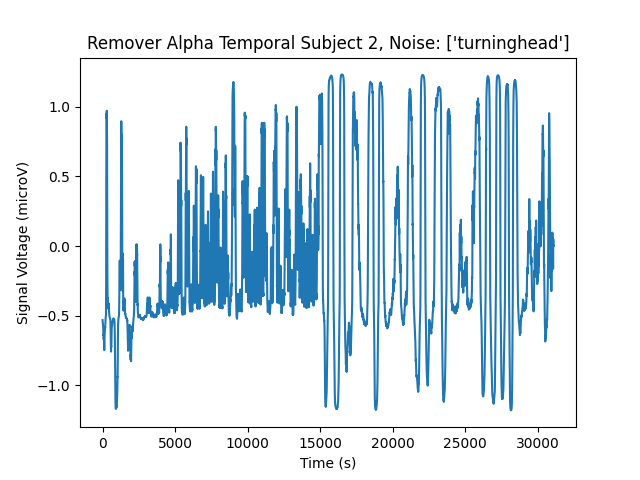 Remover Alpha Temporal Subject 2, Noise: ['turninghead']
Signal Voltage (microV)
1.0
0.5
0.0
−0.5
−1.0
0 5000 10000 15000 20000 25000 30000
Time (s)